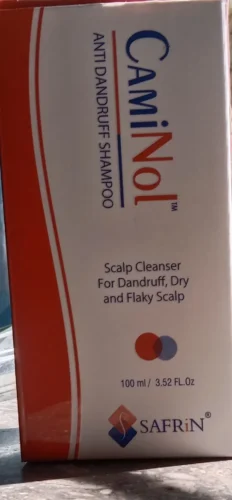 CAMiNol™
ANTI DANDRUFF SHAMPOO
Scalp Cleanser
For Dandruff, Dry
and Flaky Scalp
100 ml / 3.52 FL.Oz
SAFRiN®